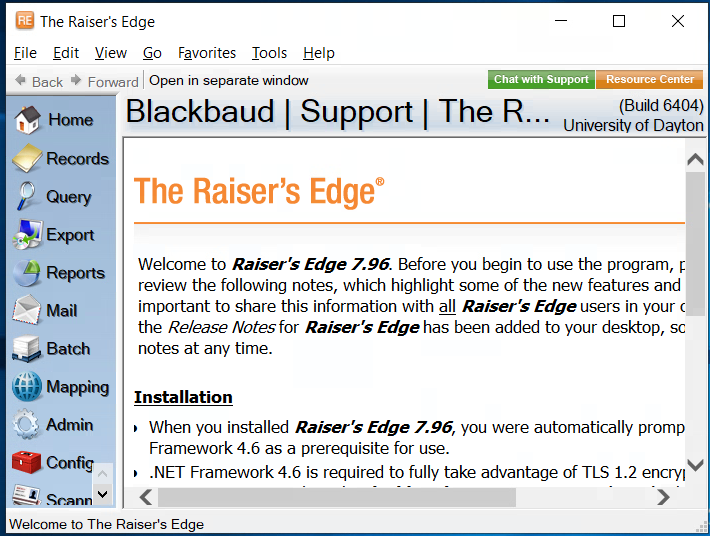 RE The Raiser's Edge
File Edit View Go Favorites Tools Help
Back Forward Open in separate window Chat with Support Resource Center
Blackbaud | Support | The R... (Build 6404)
University of Dayton
Home
Records
Query
Export
Reports
Mail
Batch
Mapping
Admin
Config
Scann
The Raiser's Edge®
Welcome to Raiser's Edge 7.96. Before you begin to use the program, p
review the following notes, which highlight some of the new features and
important to share this information with all Raiser's Edge users in your o
the Release Notes for Raiser's Edge has been added to your desktop, so
notes at any time.
Installation
When you installed Raiser's Edge 7.96, you were automatically promp
Framework 4.6 as a prerequisite for use.
.NET Framework 4.6 is required to fully take advantage of TLS 1.2 encryp
Welcome to The Raiser's Edge